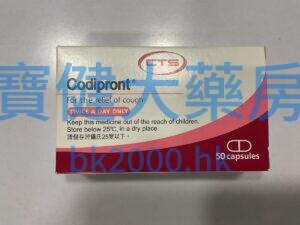 CTS
Codipront®
For the relief of cough
TWICE A DAY ONLY
Keep this medicine out of the reach of children.
Store below 25°C, in a dry place.
請儲在許攝氏25度以下。
50 capsules
寶健大藥房
bk2000.hk